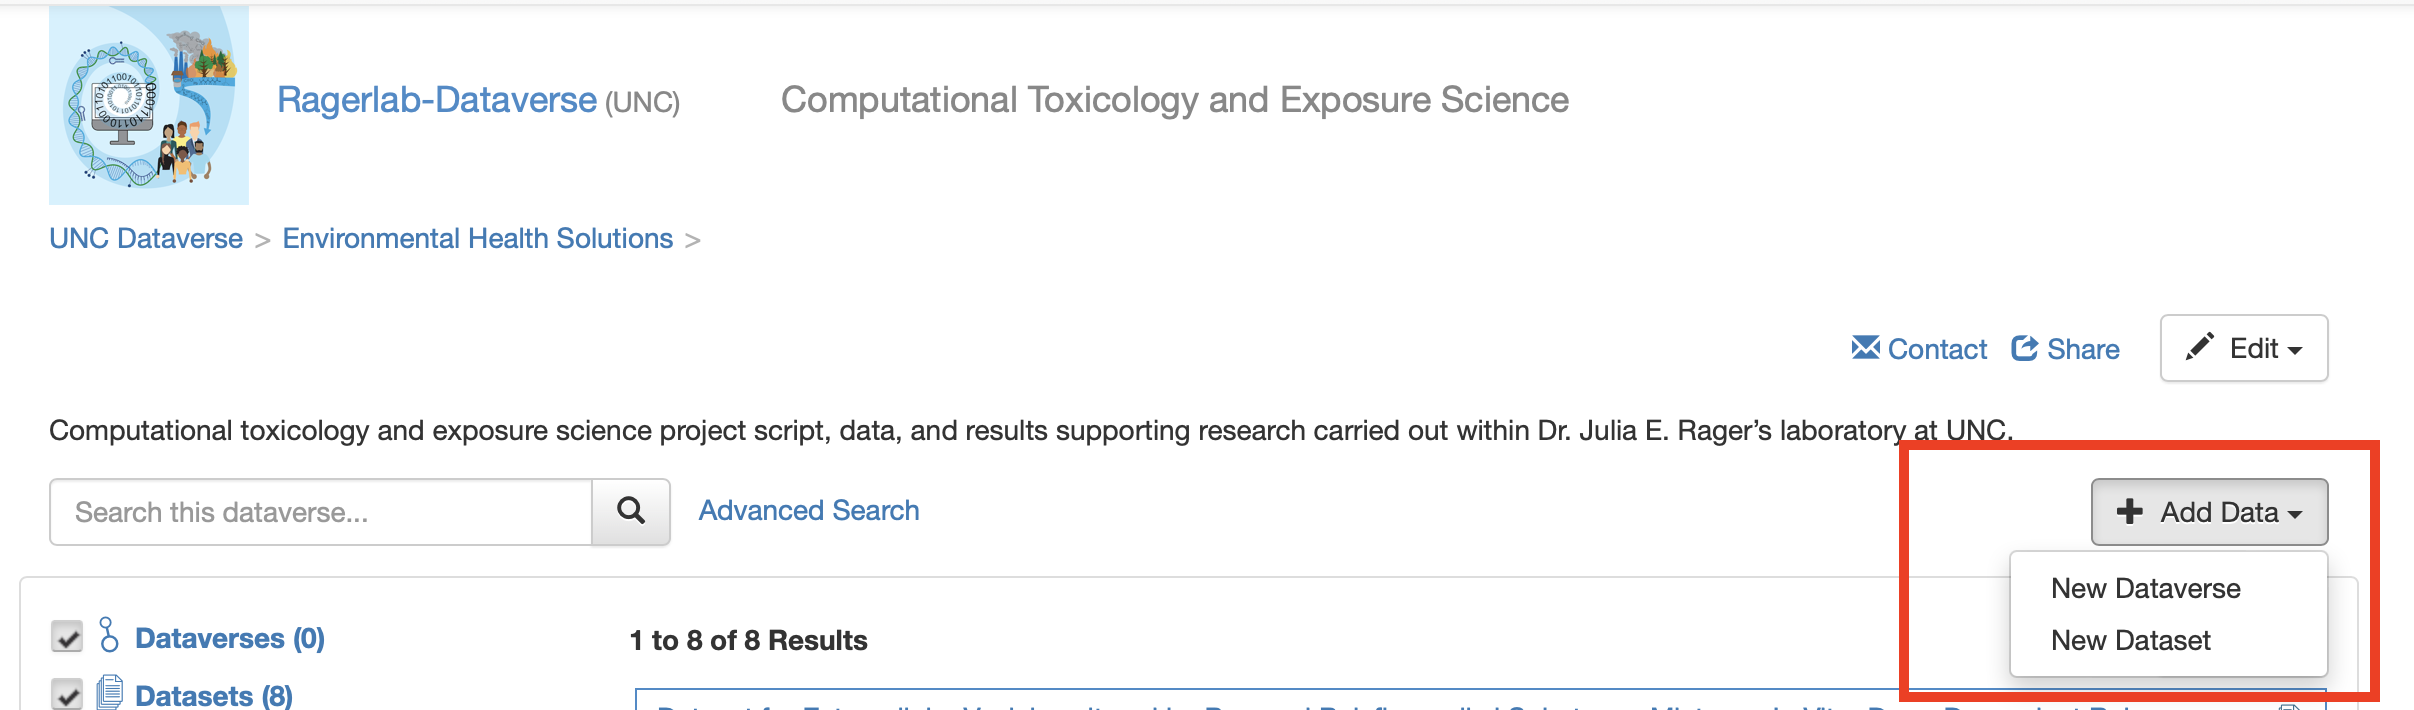 Ragerlab-Dataverse (UNC)
Computational Toxicology and Exposure Science
UNC Dataverse > Environmental Health Solutions >
Contact Share Edit
Computational toxicology and exposure science project script, data, and results supporting research carried out within Dr. Julia E. Rager’s laboratory at UNC.
Search this dataverse...
Advanced Search
Add Data
New Dataverse
New Dataset
Dataverses (0)
1 to 8 of 8 Results
Datasets (8)